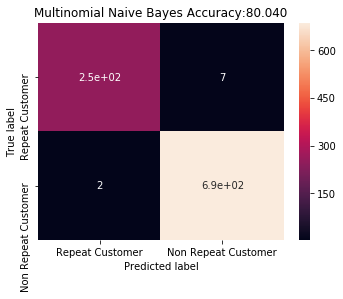 Multinomial Naive Bayes Accuracy:80.040
True label
Repeat Customer
Non Repeat Customer
2.5e+02 7
2 6.9e+02
600
450
300
150
Repeat Customer Non Repeat Customer
Predicted label